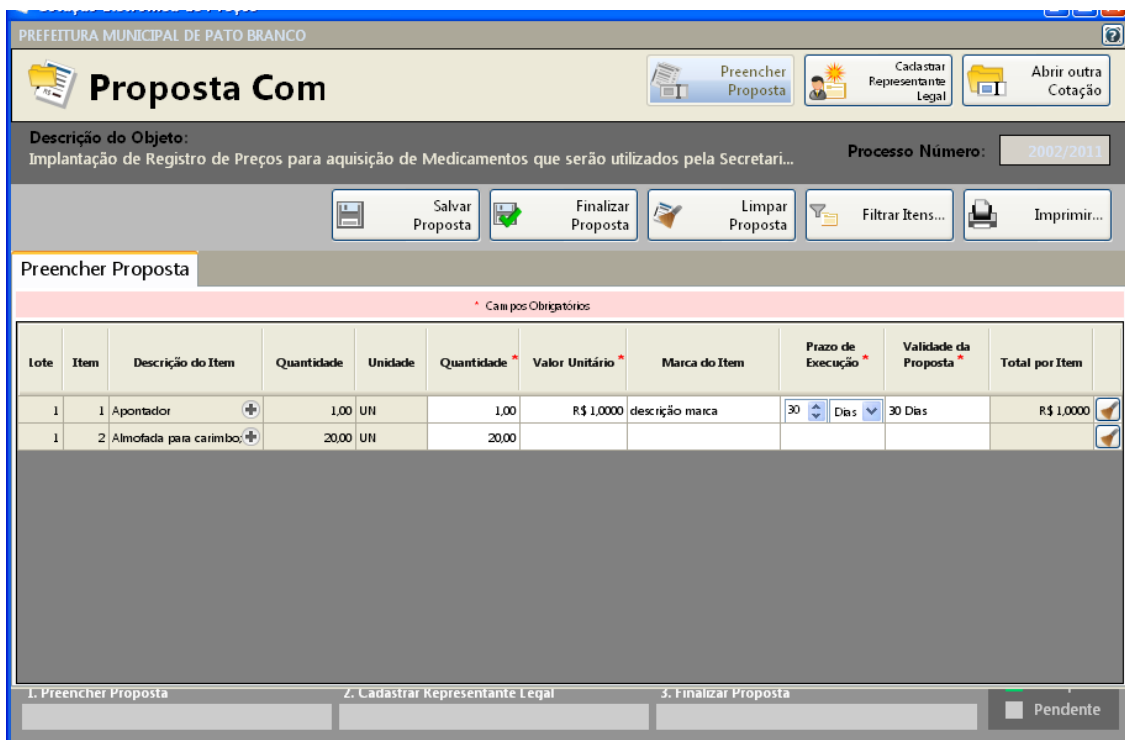 PREFEITURA MUNICIPAL DE PATO BRANCO
Proposta Com
Preencher Proposta
Cadastrar Representante Legal
Abrir outra Cotação
Descrição do Objeto:
Implantação de Registro de Preços para aquisição de Medicamentos que serão utilizados pela Secretari...
Processo Número: 2002/2011
Salvar Proposta
Finalizar Proposta
Limpar Proposta
Filtrar Itens...
Imprimir...
Preencher Proposta
* Campos Obrigatórios
Lote Item Descrição do Item Quantidade Unidade Quantidade * Valor Unitário * Marca do Item Prazo de Execução * Validade da Proposta * Total por Item
1 1 Apontador 1,00 UN 1,00 R$ 1,0000 descrição marca 30 Dias 30 Dias R$ 1,0000
1 2 Almofada para carimbo; 20,00 UN 20,00
1. Preencher Proposta 2. Cadastrar Representante Legal 3. Finalizar Proposta
Pendente